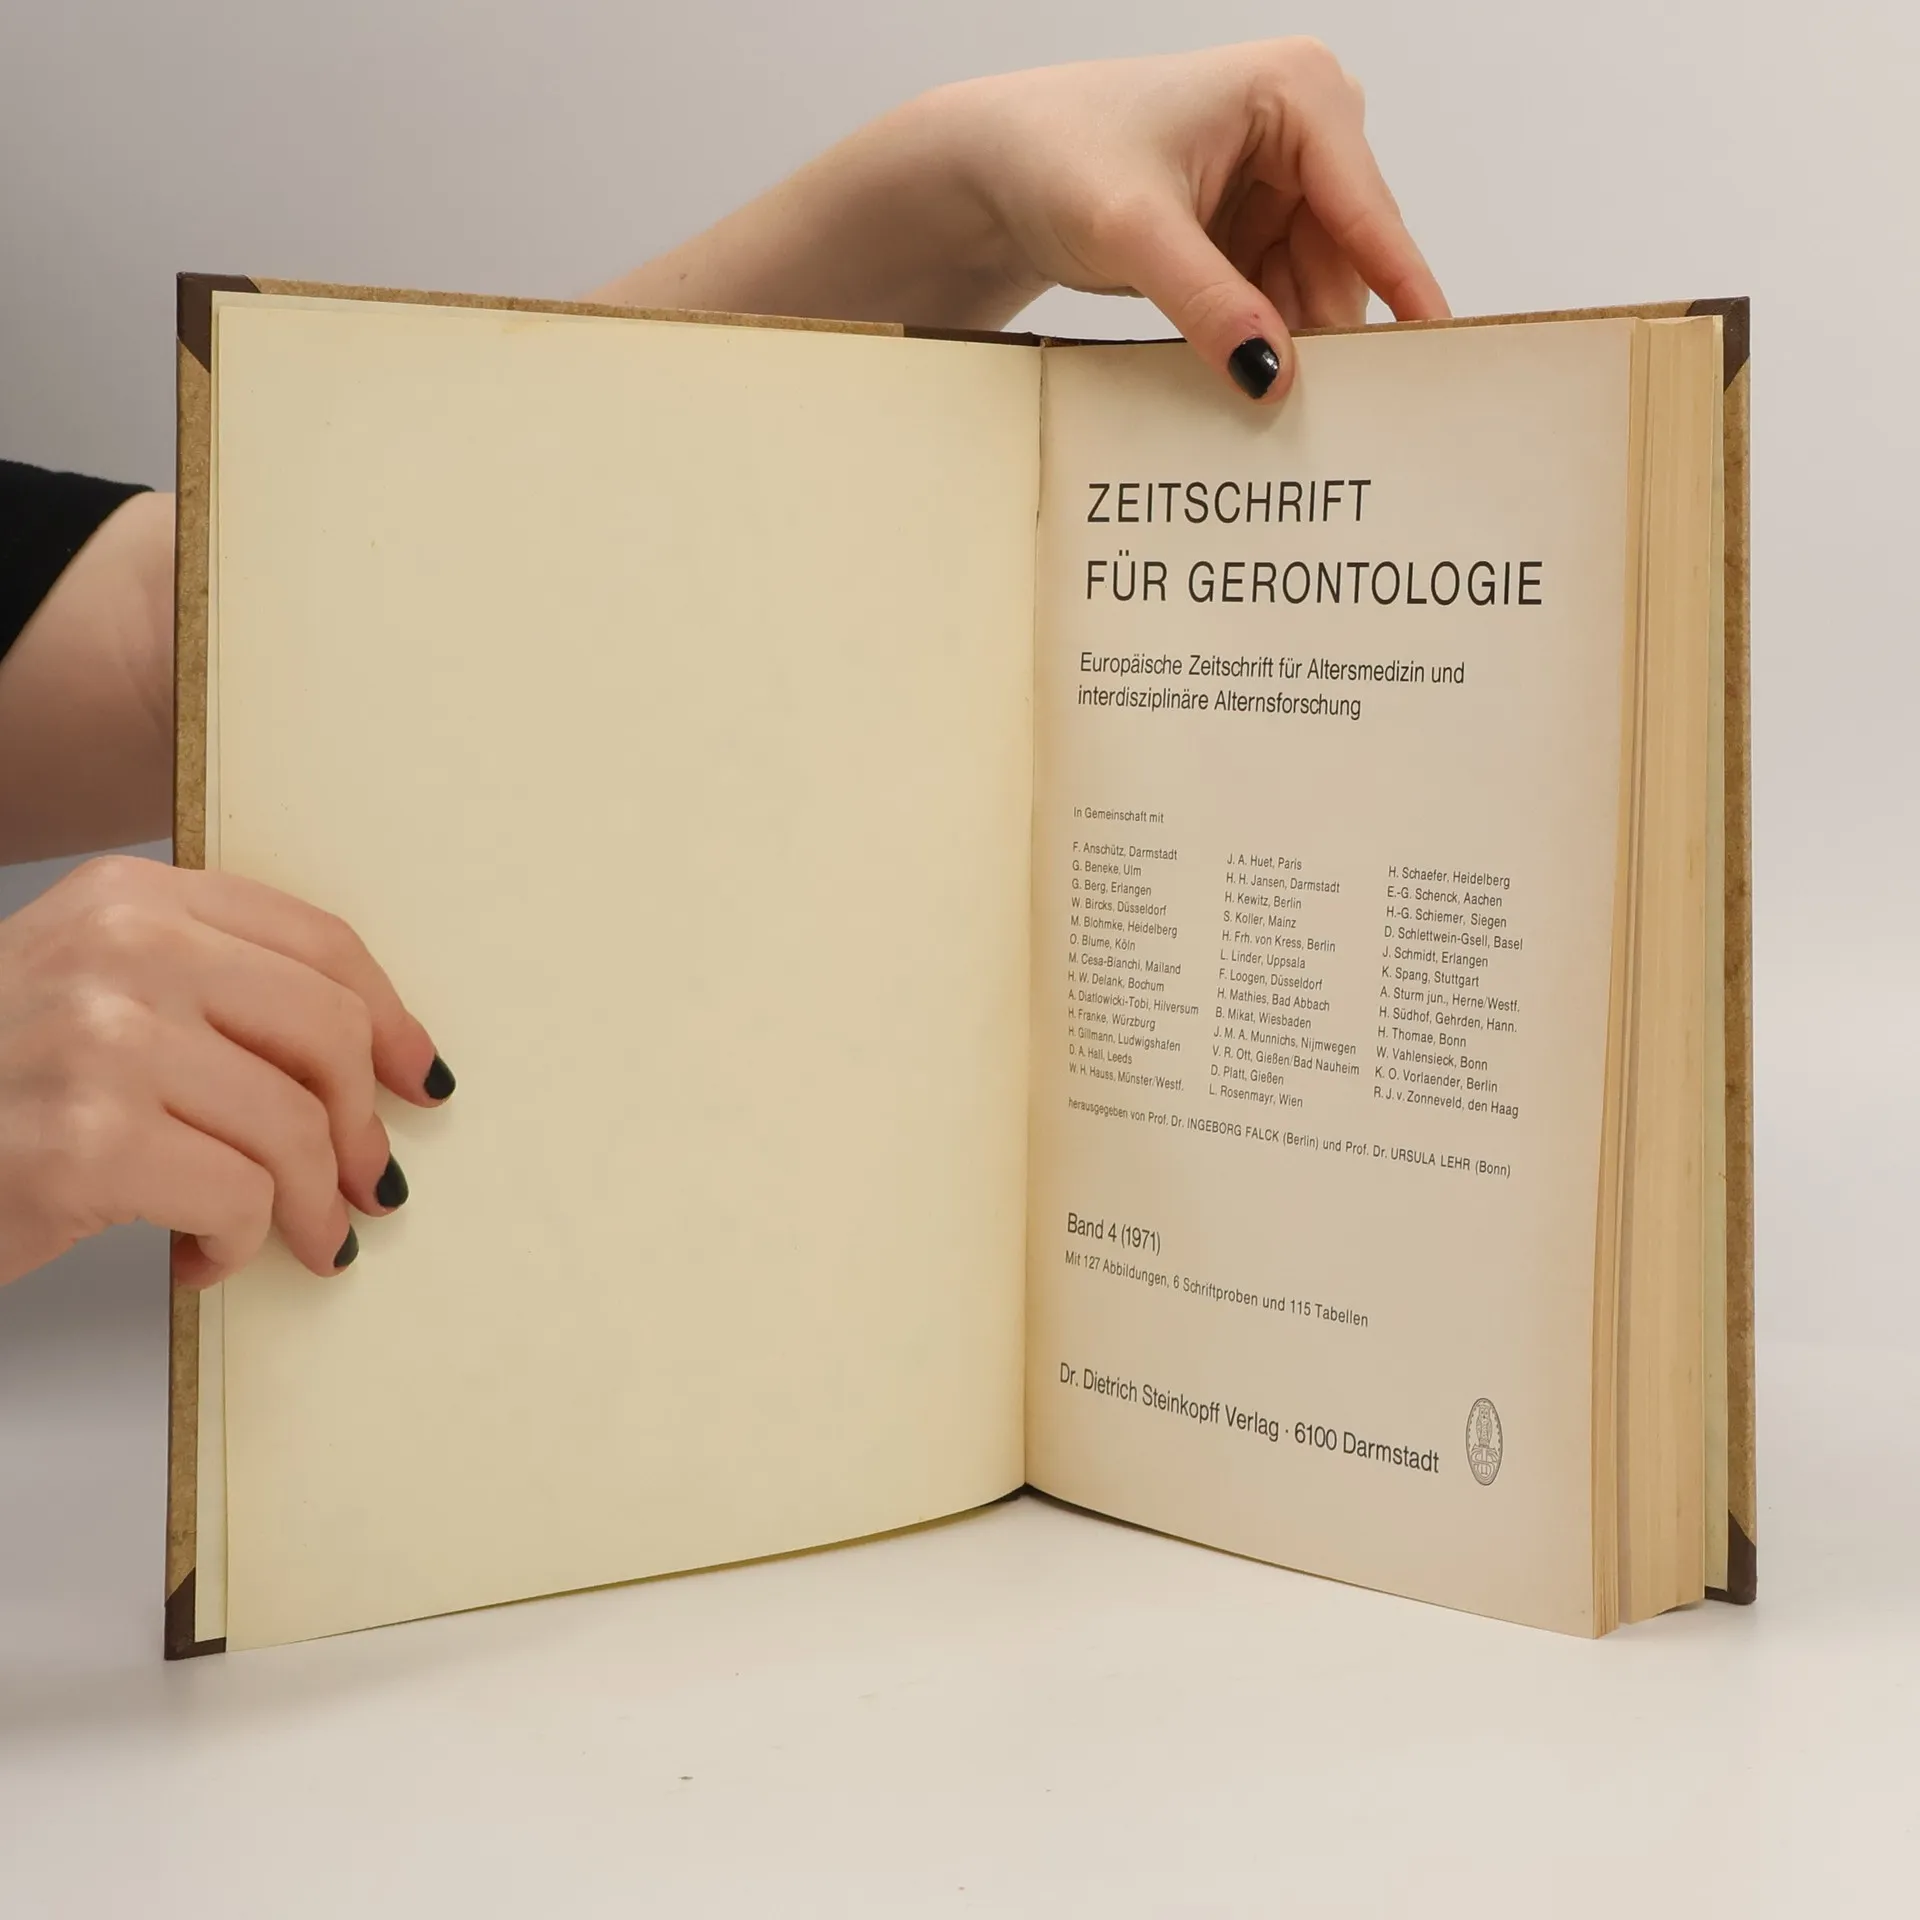 ZEITSCHRIFT
FÜR GERONTOLOGIE
Europäische Zeitschrift für Altersmedizin und
interdisziplinäre Alternsforschung
In Gemeinschaft mit
F. Anschütz, Darmstadt
G. Beneke, Ulm
G. Berg, Erlangen
W. Bircks, Düsseldorf
M. Blohmke, Heidelberg
O. Blume, Köln
M. Cesa-Bianchi, Mailand
H. W. Delank, Bochum
A. Diatlowicki-Tobi, Hilversum
H. Franke, Würzburg
H. Gillmann, Ludwigshafen
D. A. Hall, Leeds
W. H. Hauss, Münster/Westf.
J. A. Huet, Paris
H. H. Jansen, Darmstadt
H. Kewitz, Berlin
S. Koller, Mainz
H. Frh. von Kress, Berlin
L. Linder, Uppsala
F. Loogen, Düsseldorf
H. Mathies, Bad Abbach
B. Mikat, Wiesbaden
J. M. A. Munnichs, Nijmwegen
V. R. Ott, Gießen/Bad Nauheim
D. Platt, Gießen
L. Rosenmayr, Wien
H. Schaefer, Heidelberg
E.-G. Schenck, Aachen
H.-G. Schiemer, Siegen
D. Schlettwein-Gsell, Basel
J. Schmidt, Erlangen
K. Spang, Stuttgart
A. Sturm jun., Herne/Westf.
H. Südhof, Gehrden, Hann.
H. Thomae, Bonn
W. Vahlensieck, Bonn
K. O. Vorlaender, Berlin
R. J. v. Zonneveld, den Haag
herausgegeben von Prof. Dr. INGEBORG FALCK (Berlin) und Prof. Dr. URSULA LEHR (Bonn)
Band 4 (1971)
Mit 127 Abbildungen, 6 Schriftproben und 115 Tabellen
Dr. Dietrich Steinkopff Verlag · 6100 Darmstadt